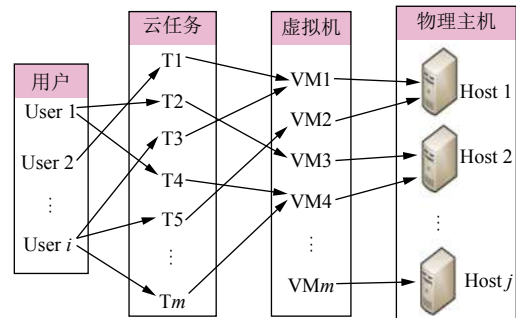 用户
User 1
User 2
⋮
User i
云任务
T1
T2
T3
T4
T5
⋮
Tm
虚拟机
VM1
VM2
VM3
VM4
⋮
VMm
物理主机
Host 1
Host 2
⋮
Host j